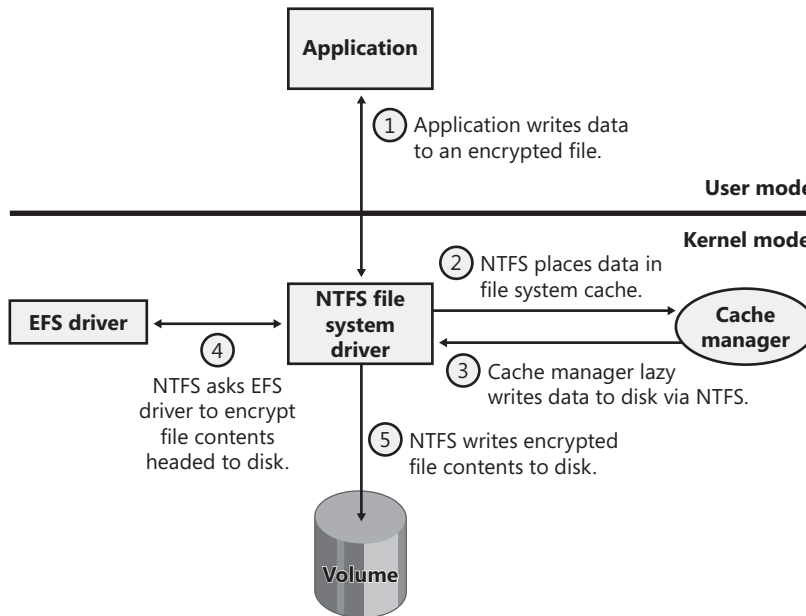 Application
1 Application writes data
to an encrypted file.
User mode
Kernel mode
2 NTFS places data in
file system cache.
EFS driver
NTFS file
system
driver
Cache
manager
4
NTFS asks EFS
driver to encrypt
file contents
headed to disk.
3 Cache manager lazy
writes data to disk via NTFS.
5 NTFS writes encrypted
file contents to disk.
Volume